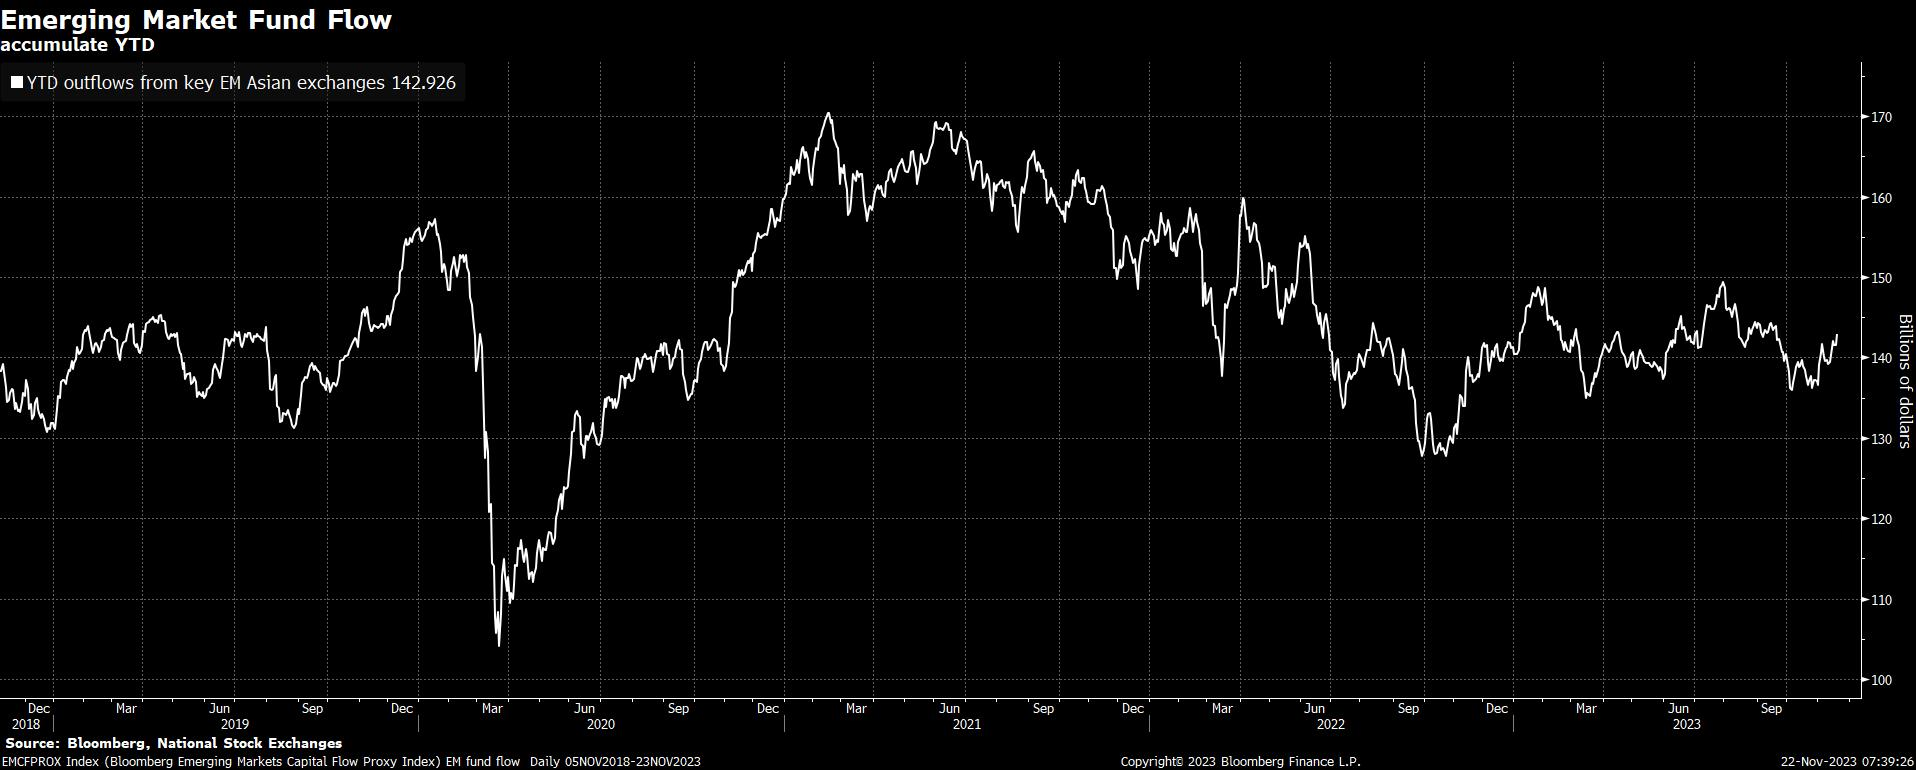 Emerging Market Fund Flow
accumulate YTD
YTD outflows from key EM Asian exchanges 142.926
170
160
150
140
130
120
110
100
Billions of dollars
Dec Mar Jun Sep Dec Mar Jun Sep Dec Mar Jun Sep Dec Mar Jun Sep Dec Mar Jun Sep
2018 2019 2020 2021 2022 2023
Source: Bloomberg, National Stock Exchanges
EMCFPROX Index (Bloomberg Emerging Markets Capital Flow Proxy Index) EM fund flow Daily 05NOV2018-23NOV2023 Copyright© 2023 Bloomberg Finance L.P. 22-Nov-2023 07:39:26